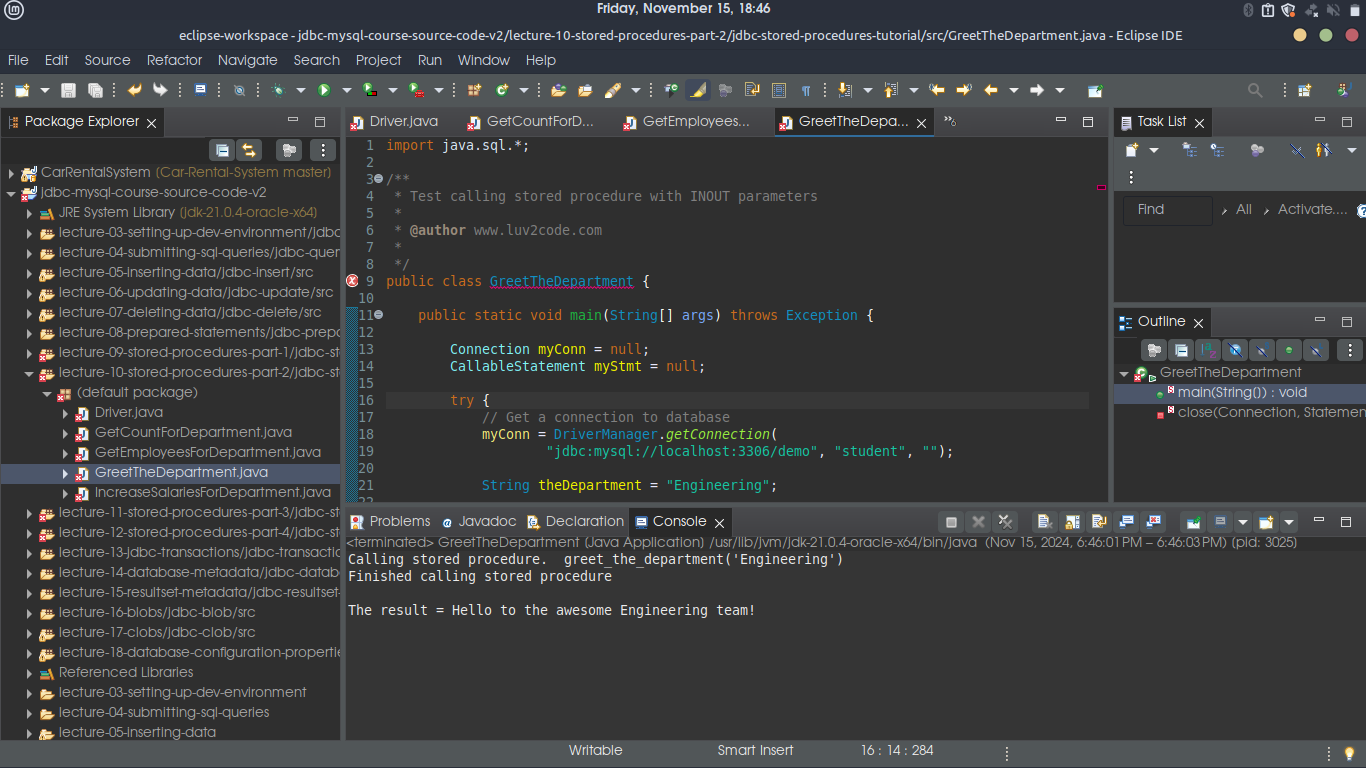 Friday, November 15, 18:46
eclipse-workspace - jdbc-mysql-course-source-code-v2/lecture-10-stored-procedures-part-2/jdbc-stored-procedures-tutorial/src/GreetTheDepartment.java - Eclipse IDE
File Edit Source Refactor Navigate Search Project Run Window Help
Package Explorer
CarRentalSystem [Car-Rental-System master]
jdbc-mysql-course-source-code-v2
JRE System Library [jdk-21.0.4-oracle-x64]
lecture-03-setting-up-dev-environment/jdbc
lecture-04-submitting-sql-queries/jdbc-quer
lecture-05-inserting-data/jdbc-insert/src
lecture-06-updating-data/jdbc-update/src
lecture-07-deleting-data/jdbc-delete/src
lecture-08-prepared-statements/jdbc-prepa
lecture-09-stored-procedures-part-1/jdbc-st
lecture-10-stored-procedures-part-2/jdbc-st
(default package)
Driver.java
GetCountForDepartment.java
GetEmployeesForDepartment.java
GreetTheDepartment.java
IncreaseSalariesForDepartment.java
lecture-11-stored-procedures-part-3/jdbc-st
lecture-12-stored-procedures-part-4/jdbc-st
lecture-13-jdbc-transactions/jdbc-transactio
lecture-14-database-metadata/jdbc-datab
lecture-15-resultset-metadata/jdbc-resultset-
lecture-16-blobs/jdbc-blob/src
lecture-17-clobs/jdbc-clob/src
lecture-18-database-configuration-propertie
Referenced Libraries
lecture-03-setting-up-dev-environment
lecture-04-submitting-sql-queries
lecture-05-inserting-data
Driver.java GetCountForD... GetEmployees... GreetTheDepa...
1 import java.sql.*;
2
3 /**
4 * Test calling stored procedure with INOUT parameters
5 *
6 * @author www.luv2code.com
7 *
8 */
9 public class GreetTheDepartment {
10
11 public static void main(String[] args) throws Exception {
12
13 Connection myConn = null;
14 CallableStatement myStmt = null;
15
16 try {
17 // Get a connection to database
18 myConn = DriverManager.getConnection(
19 "jdbc:mysql://localhost:3306/demo", "student", "");
20
21 String theDepartment = "Engineering";
Task List
Find All Activate....
Outline
GreetTheDepartment
main(String[]) : void
close(Connection, Statemen
Problems Javadoc Declaration Console
<terminated> GreetTheDepartment [Java Application] /usr/lib/jvm/jdk-21.0.4-oracle-x64/bin/java (Nov 15, 2024, 6:46:01 PM – 6:46:03 PM) [pid: 3025]
Calling stored procedure. greet_the_department('Engineering')
Finished calling stored procedure
The result = Hello to the awesome Engineering team!
Writable Smart Insert 16 : 14 : 284